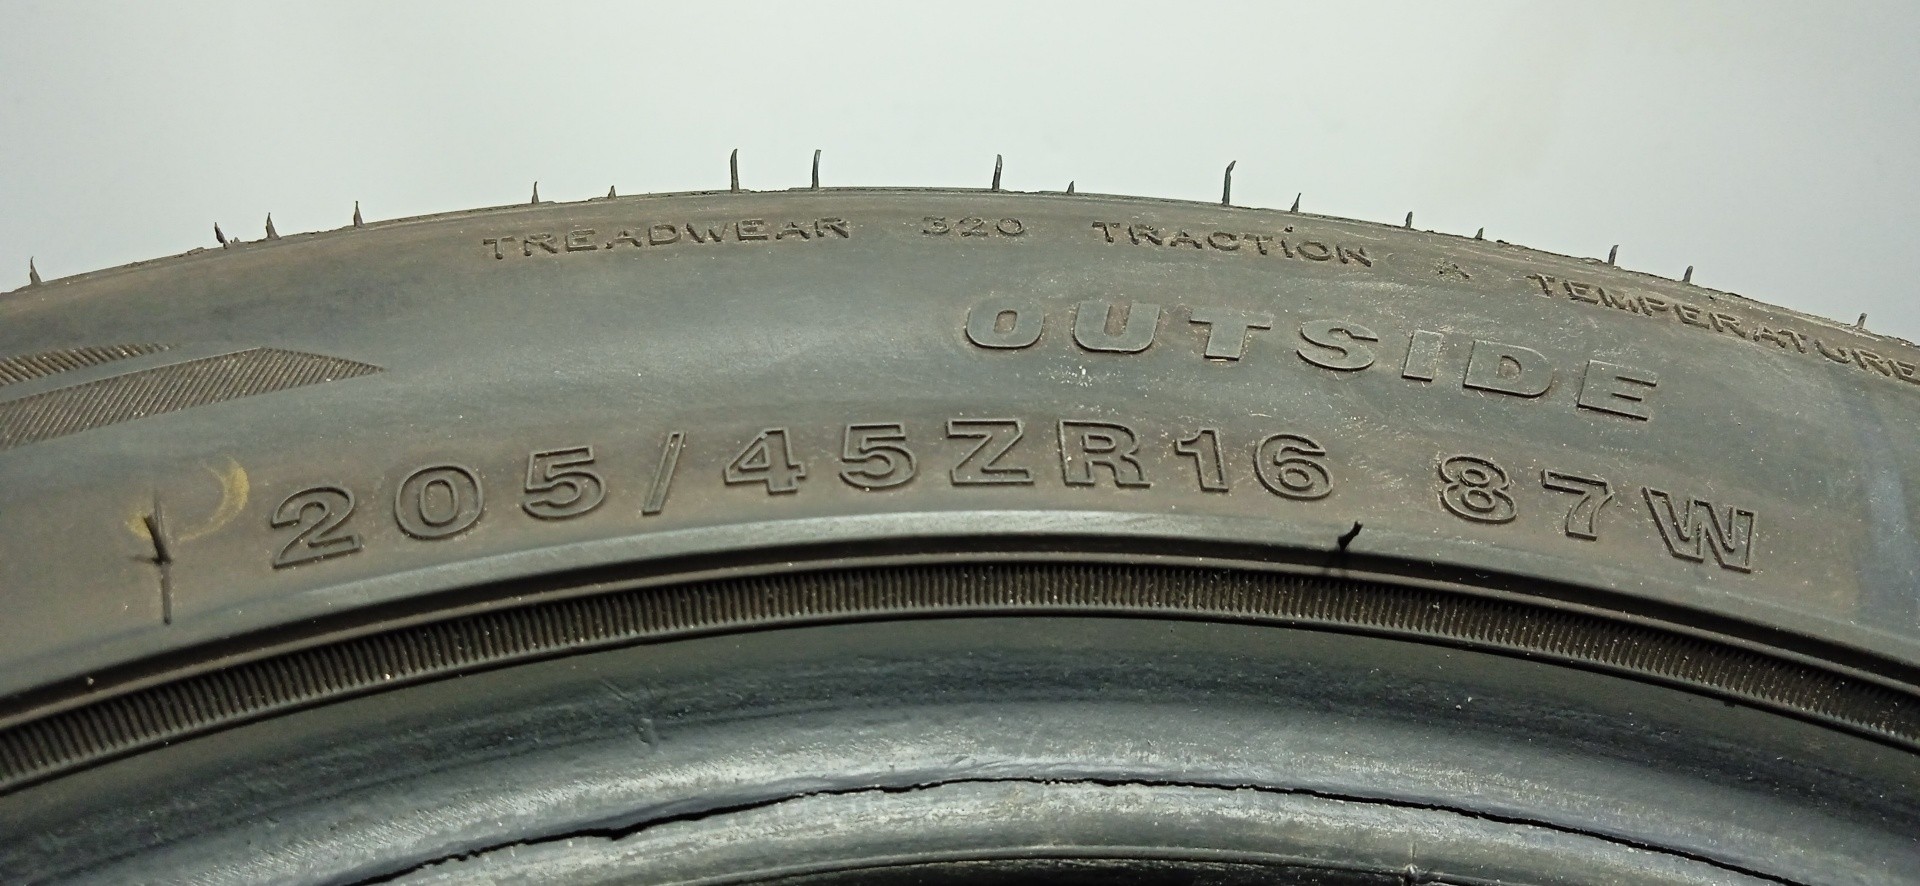 TREADWEAR 320 TRACTION A TEMPERATURE
OUTSIDE
205/45ZR16 87W